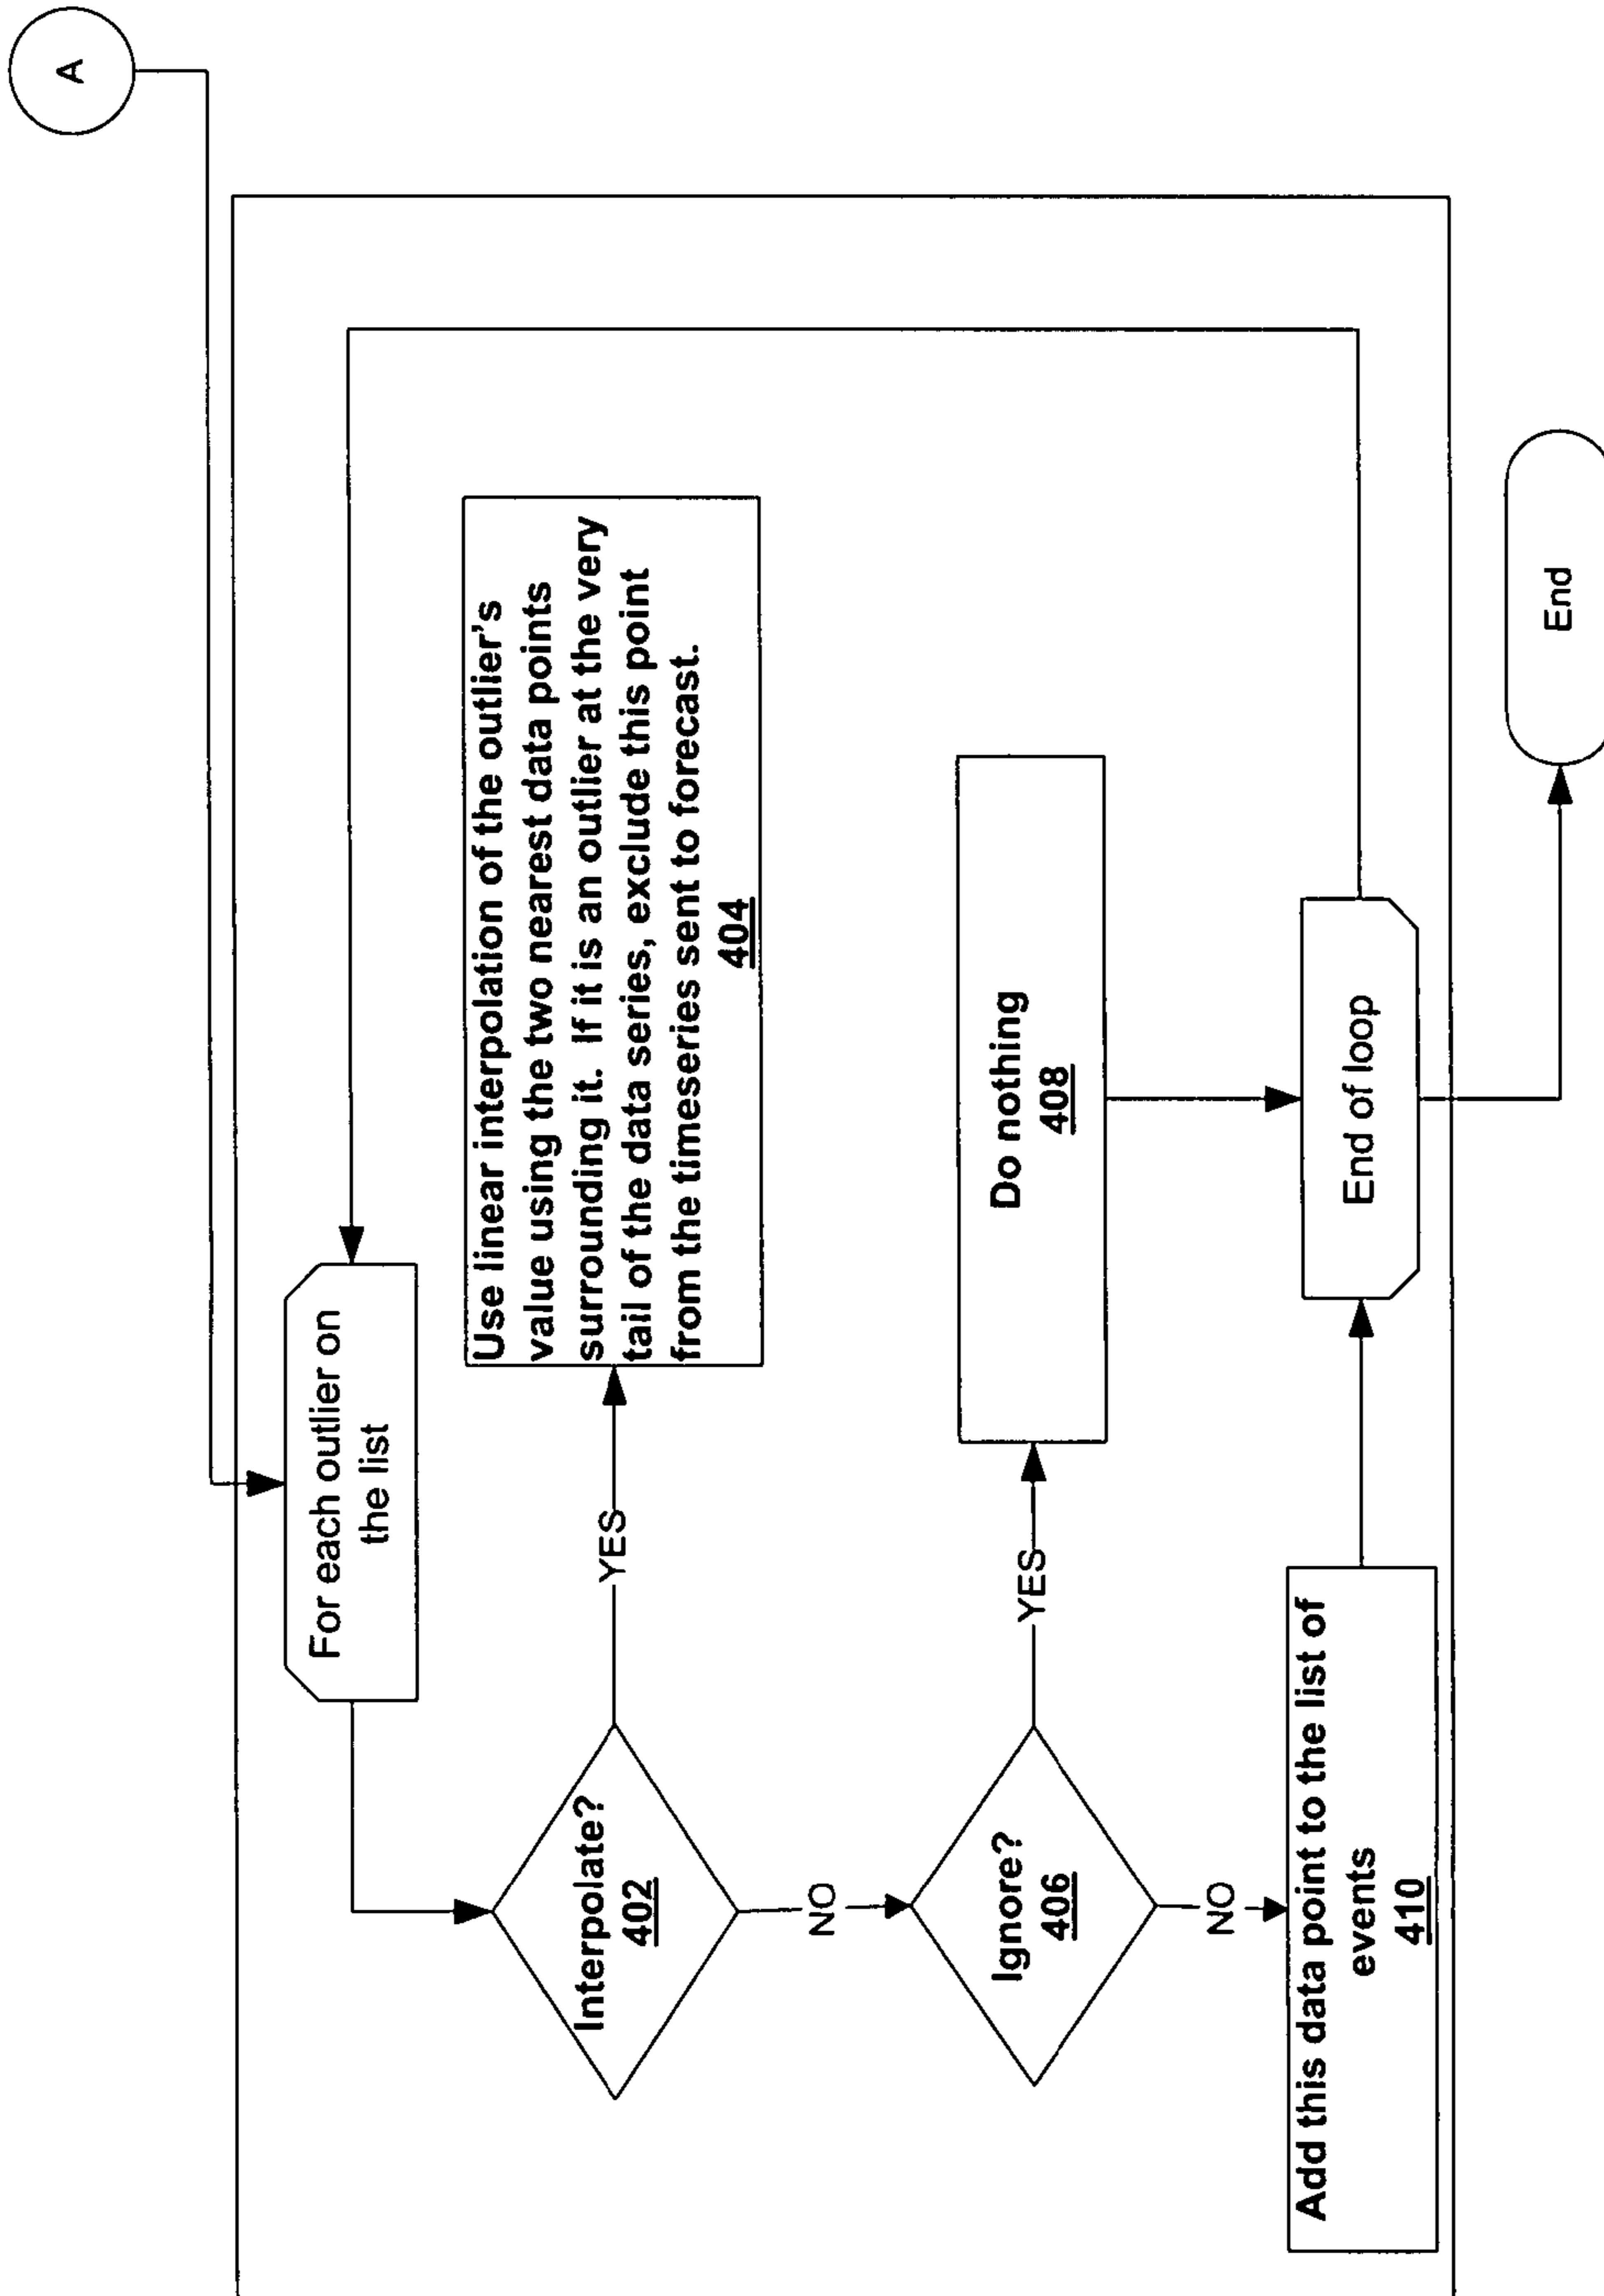 A
For each outlier on
the list
Interpolate?
402
YES
Use linear interpolation of the outlier's
value using the two nearest data points
surrounding it. If it is an outlier at the very
tail of the data series, exclude this point
from the timeseries sent to forecast.
404
NO
Ignore?
406
YES
Do nothing
408
NO
Add this data point to the list of
events
410
End of loop
End